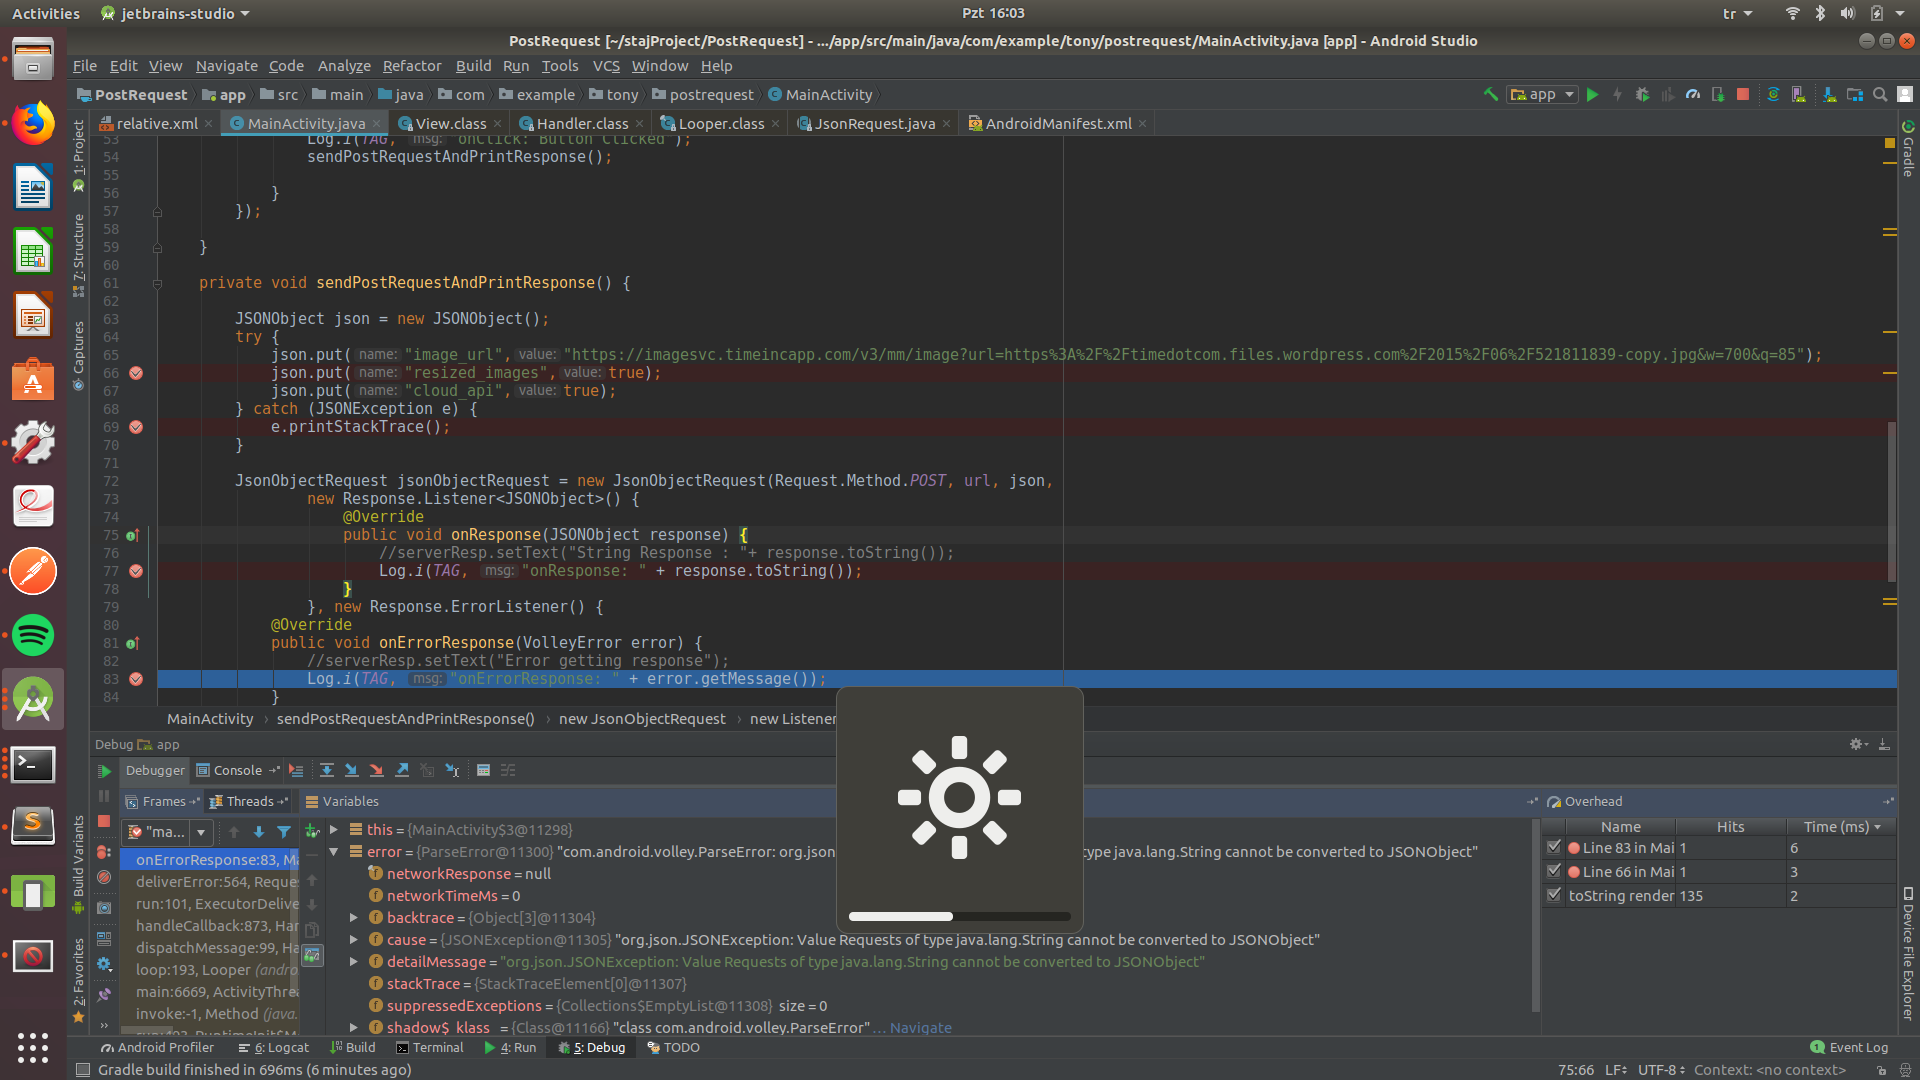 Activities
jetbrains-studio
Pzt 16:03
tr
PostRequest [~/stajProject/PostRequest] - .../app/src/main/java/com/example/tony/postrequest/MainActivity.java [app] - Android Studio
File Edit View Navigate Code Analyze Refactor Build Run Tools VCS Window Help
PostRequest app src main java com example tony postrequest MainActivity
app
relative.xml MainActivity.java View.class Handler.class Looper.class JsonRequest.java AndroidManifest.xml
1: Project
7: Structure
Captures
Build Variants
2: Favorites
Gradle
Device File Explorer
53 Log.i(TAG, msg: "onClick: Button Clicked");
54 sendPostRequestAndPrintResponse();
55
56 }
57 });
58
59 }
60
61 private void sendPostRequestAndPrintResponse() {
62
63 JSONObject json = new JSONObject();
64 try {
65 json.put( name: "image_url", value: "https://imagesvc.timeincapp.com/v3/mm/image?url=https%3A%2F%2Ftimedotcom.files.wordpress.com%2F2015%2F06%2F521811839-copy.jpg&w=700&q=85");
66 json.put( name: "resized_images", value: true);
67 json.put( name: "cloud_api", value: true);
68 } catch (JSONException e) {
69 e.printStackTrace();
70 }
71
72 JsonObjectRequest jsonObjectRequest = new JsonObjectRequest(Request.Method.POST, url, json,
73 new Response.Listener<JSONObject>() {
74 @Override
75 public void onResponse(JSONObject response) {
76 //serverResp.setText("String Response : "+ response.toString());
77 Log.i(TAG, msg: "onResponse: " + response.toString());
78 }
79 }, new Response.ErrorListener() {
80 @Override
81 public void onErrorResponse(VolleyError error) {
82 //serverResp.setText("Error getting response");
83 Log.i(TAG, msg: "onErrorResponse: " + error.getMessage());
84 }
MainActivity › sendPostRequestAndPrintResponse() › new JsonObjectRequest › new Listener
Debug app
Debugger Console
Frames Threads Variables Overhead
"ma...
onErrorResponse:83, Ma
deliverError:564, Reques
run:101, ExecutorDelive
handleCallback:873, Han
dispatchMessage:99, Ha
loop:193, Looper (andro
main:6669, ActivityThrea
invoke:-1, Method (java.
this = {MainActivity$3@11298}
error = {ParseError@11300} "com.android.volley.ParseError: org.json type java.lang.String cannot be converted to JSONObject"
networkResponse = null
networkTimeMs = 0
backtrace = {Object[3]@11304}
cause = {JSONException@11305} "org.json.JSONException: Value Requests of type java.lang.String cannot be converted to JSONObject"
detailMessage = "org.json.JSONException: Value Requests of type java.lang.String cannot be converted to JSONObject"
stackTrace = {StackTraceElement[0]@11307}
suppressedExceptions = {Collections$EmptyList@11308} size = 0
shadow$_klass_ = {Class@11166} "class com.android.volley.ParseError" ... Navigate
Name Hits Time (ms)
Line 83 in Mai 1 6
Line 66 in Mai 1 3
toString render 135 2
Android Profiler 6: Logcat Build Terminal 4: Run 5: Debug TODO
1 Event Log
Gradle build finished in 696ms (6 minutes ago)
75:66 LF UTF-8 Context: <no context>